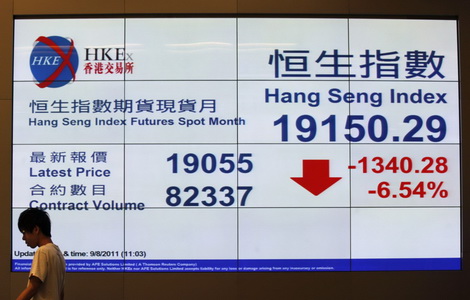 HKEx
HKEx
香港交易所
恒生指數
Hang Seng Index
19150.29
-1340.28
-6.54%
恒生指數期貨現貨月
Hang Seng Index Futures Spot Month
最新報價
Latest Price
19055
合約數目
Contract Volume
82337
Update & time: 9/8/2011 (11:03)